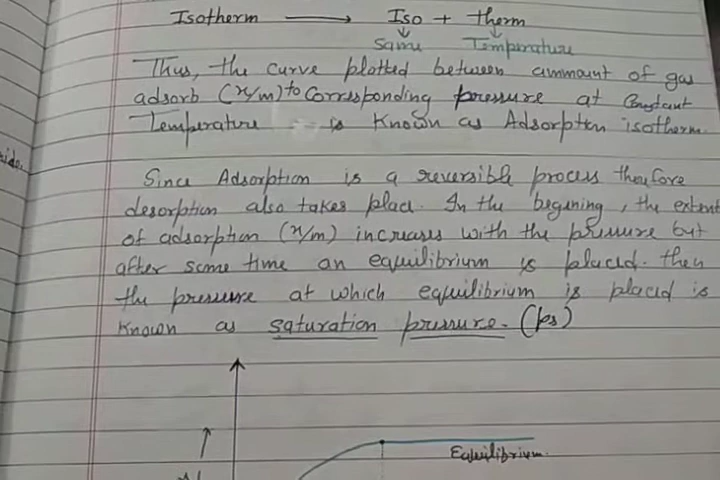 Isotherm → Iso + therm
Same Temperature
Thus, the curve plotted between ammount of gas
adsorb (x/m) to Corresponding pressure at Constant
Temperature is Known as Adsorption isotherm.
Since Adsorption is a reversible process therefore
desorption also takes place. In the begening, the extent
of adsorption (x/m) increases with the pressure but
after some time an equilibrium is placed. then
the pressure at which equilibrium is placed is
Known as saturation pressure. (ps)
Equilibrium.